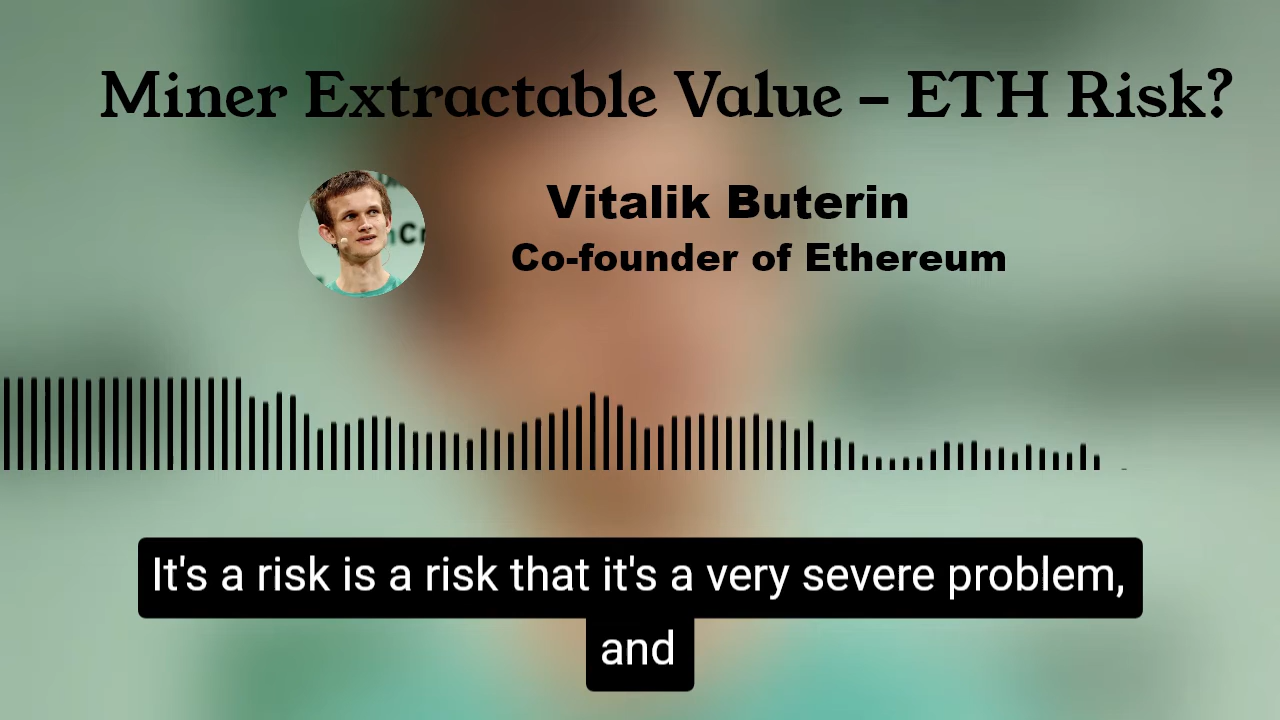 Miner Extractable Value – ETH Risk?
Vitalik Buterin
Co-founder of Ethereum
It's a risk is a risk that it's a very severe problem,
and